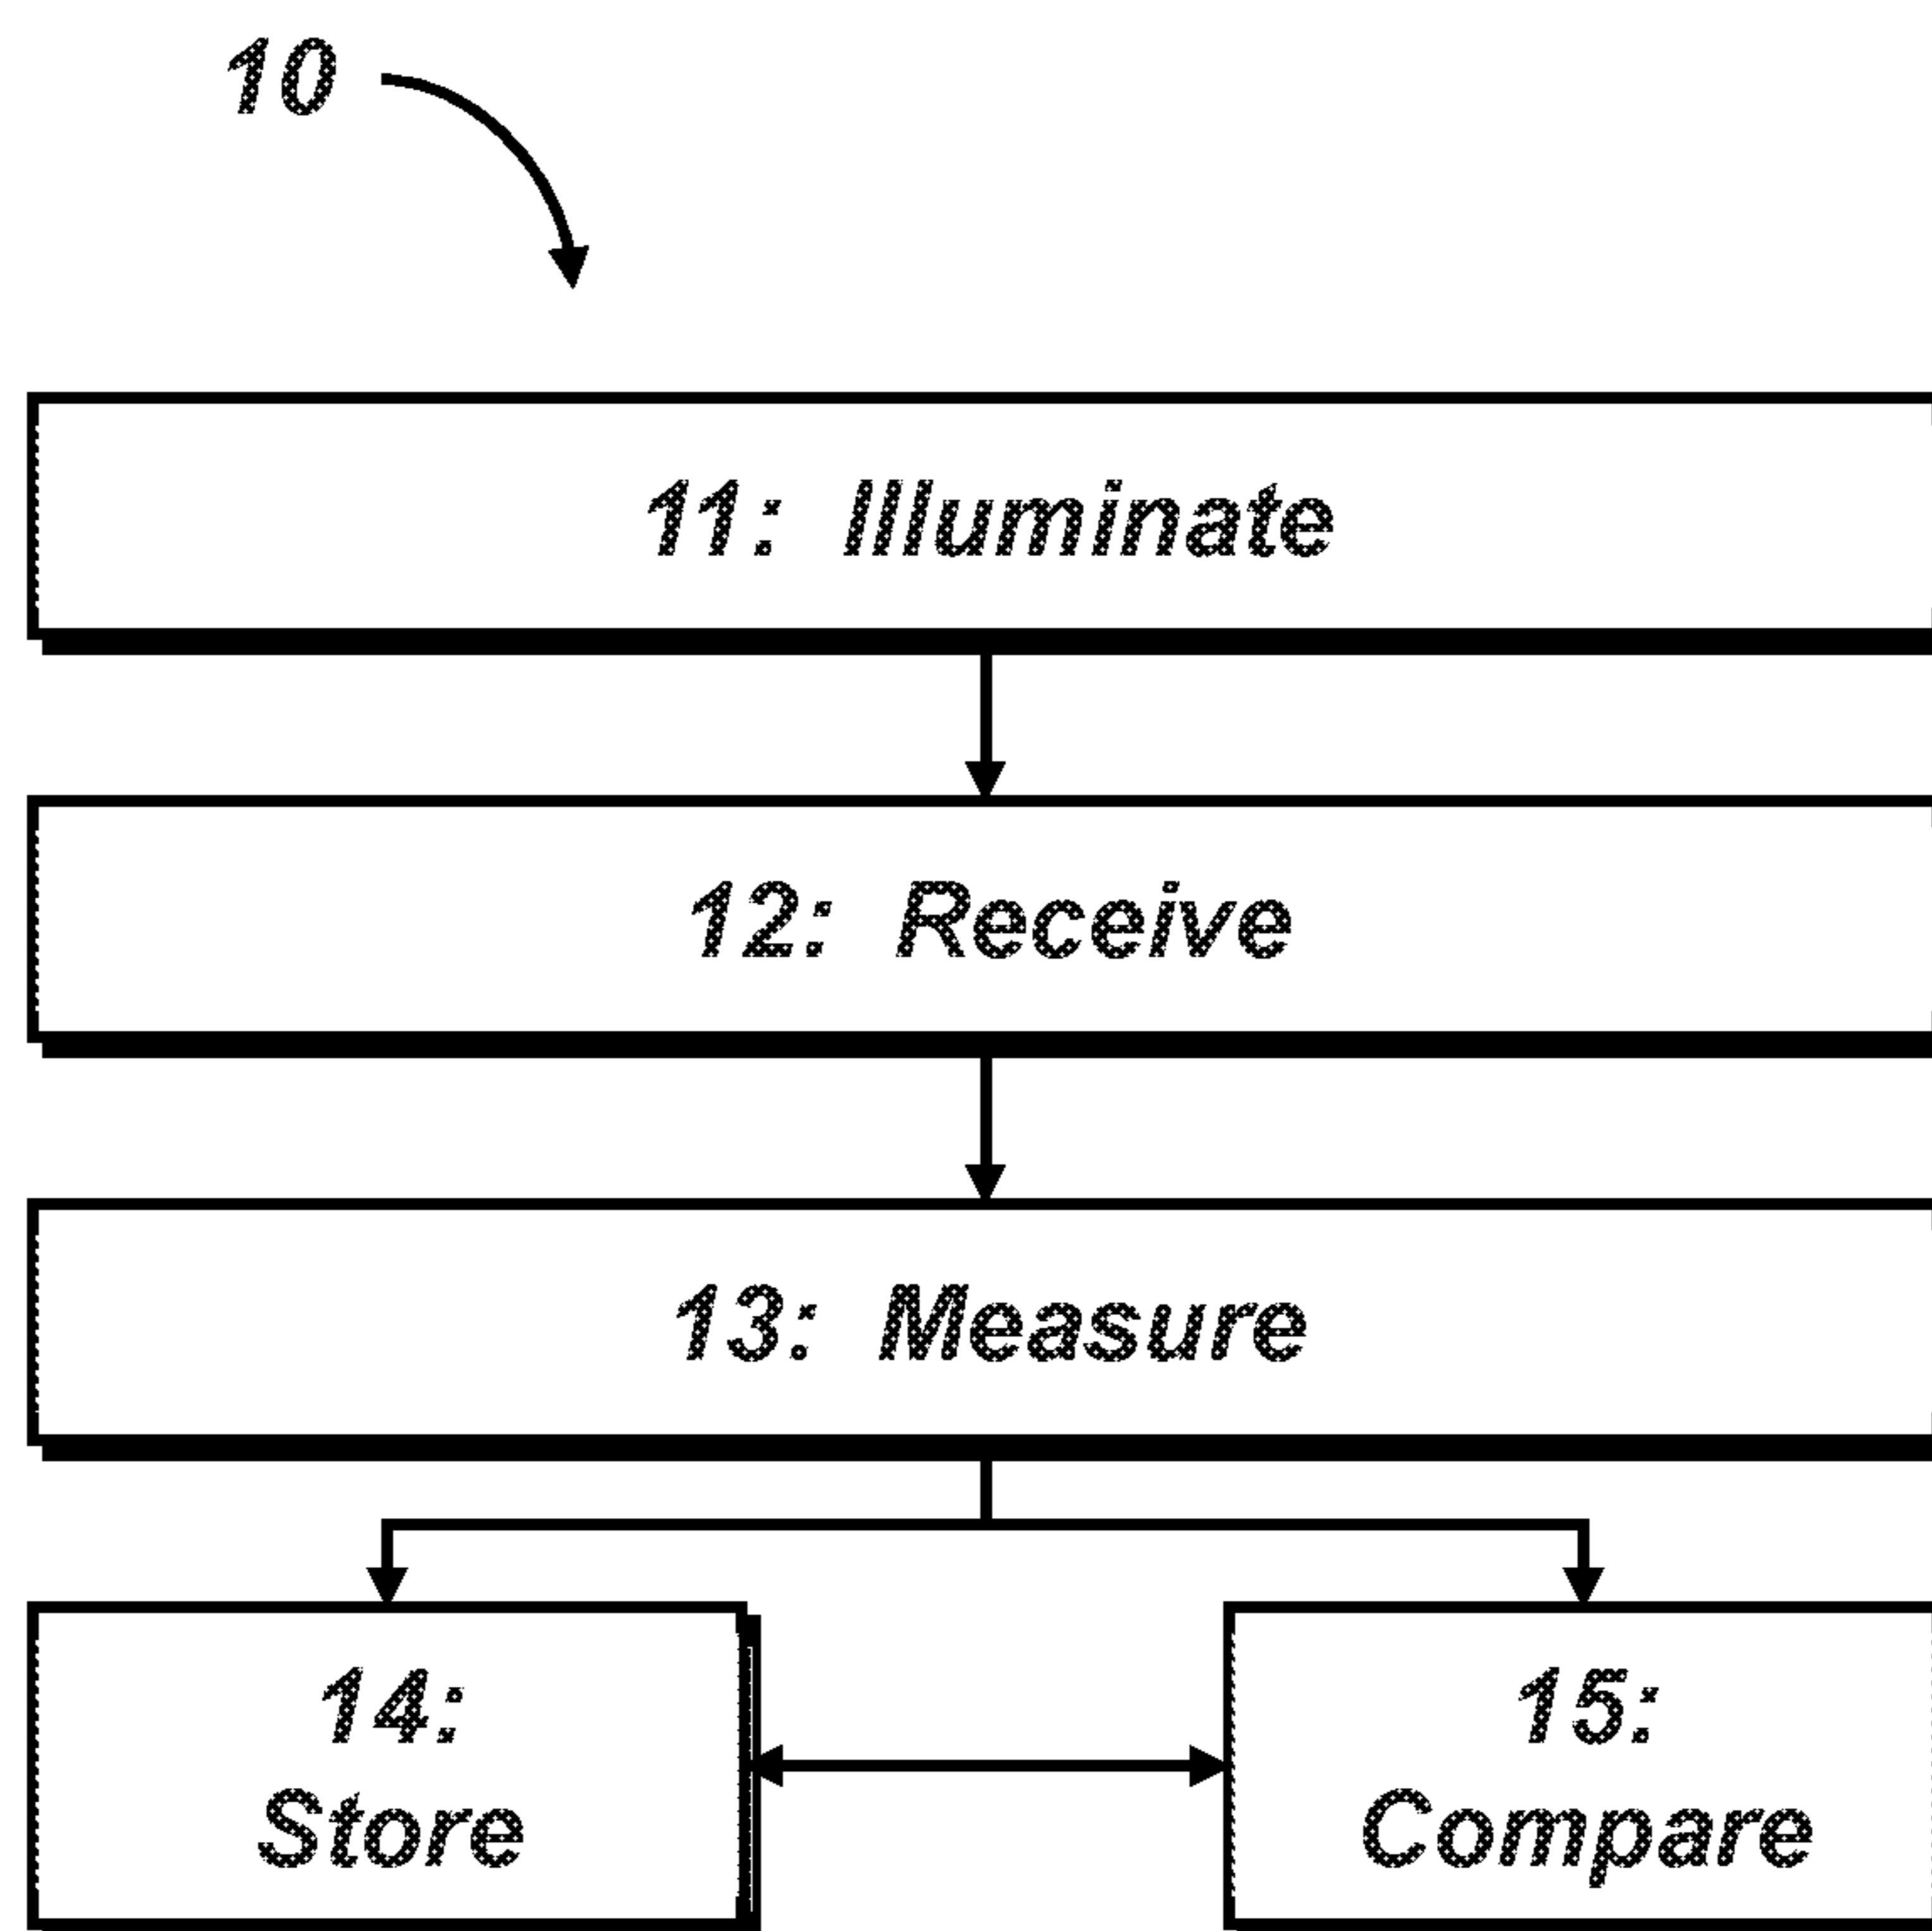 10
11: Illuminate
12: Receive
13: Measure
14:
Store
15:
Compare